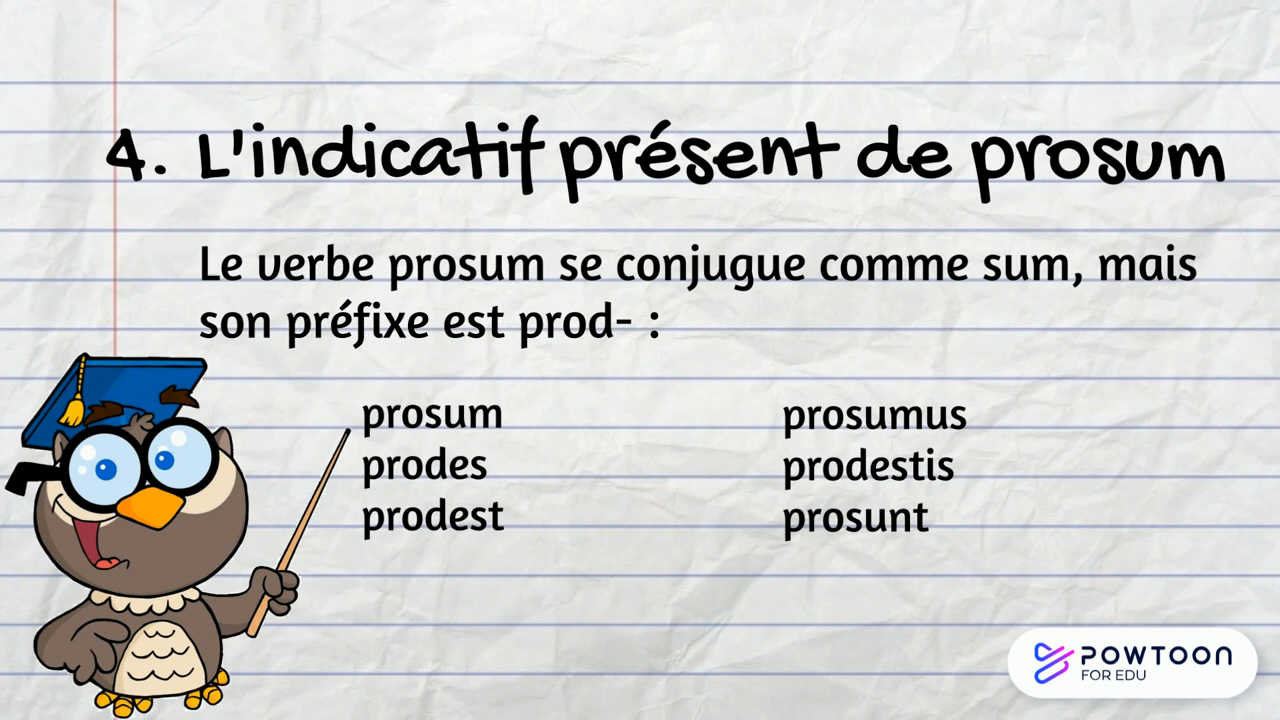 4. L'indicatif présent de prosum
Le verbe prosum se conjugue comme sum, mais
son préfixe est prod- :
prosum
prodes
prodest
prosumus
prodestis
prosunt
POWTOON
FOR EDU